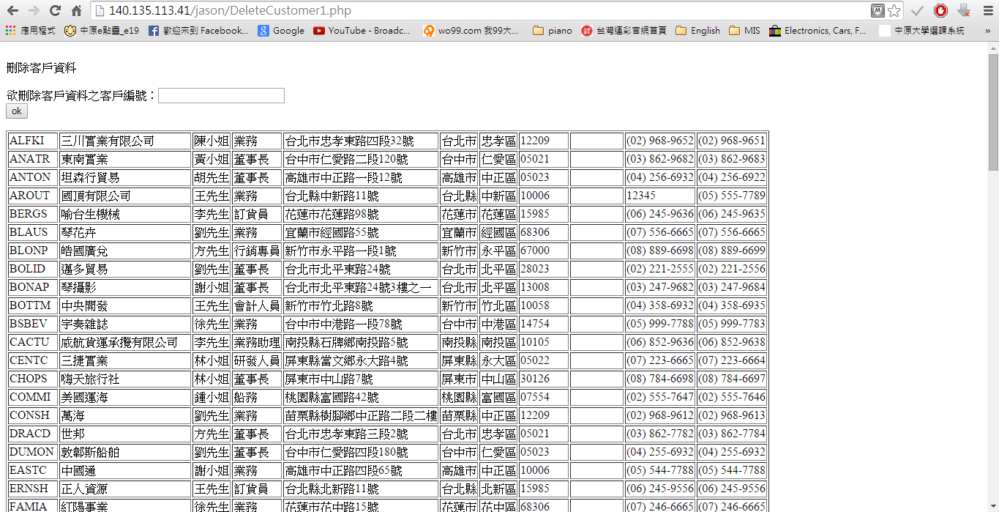 140.135.113.41/jason/DeleteCustomer1.php
應用程式 中原e點靈_e19 歡迎來到 Facebook... Google YouTube - Broadc... wo99.com 我99大... piano 台灣運彩官網首頁 English MIS Electronics, Cars, F... 中原大學選課系統 »
刪除客戶資料
欲刪除客戶資料之客戶編號：
ok
ALFKI 三川實業有限公司 陳小姐 業務 台北市忠孝東路四段32號 台北市 忠孝區 12209 (02) 968-9652 (02) 968-9651
ANATR 東南實業 黃小姐 董事長 台中市仁愛路二段120號 台中市 仁愛區 05021 (03) 862-9682 (03) 862-9683
ANTON 坦森行貿易 胡先生 董事長 高雄市中正路一段12號 高雄市 中正區 05023 (04) 256-6932 (04) 256-6922
AROUT 國頂有限公司 王先生 業務 台北縣中新路11號 台北縣 中新區 10006 12345 (05) 555-7789
BERGS 喻台生機械 李先生 訂貨員 花蓮市花蓮路98號 花蓮市 花蓮區 15985 (06) 245-9636 (06) 245-9635
BLAUS 琴花卉 劉先生 業務 宜蘭市經國路55號 宜蘭市 經國區 68306 (07) 556-6665 (07) 556-6665
BLONP 皓國廣兌 方先生 行銷專員 新竹市永平路一段1號 新竹市 永平區 67000 (08) 889-6698 (08) 889-6699
BOLID 邁多貿易 劉先生 董事長 台北市北平東路24號 台北市 北平區 28023 (02) 221-2555 (02) 221-2556
BONAP 琴攝影 謝小姐 董事長 台北市北平東路24號3樓之一 台北市 北平區 13008 (03) 247-9682 (03) 247-9684
BOTTM 中央開發 王先生 會計人員 新竹市竹北路8號 新竹市 竹北區 10058 (04) 358-6932 (04) 358-6935
BSBEV 宇奏雜誌 徐先生 業務 台中市中港路一段78號 台中市 中港區 14754 (05) 999-7788 (05) 999-7783
CACTU 威航貨運承攬有限公司 李先生 業務助理 南投縣石牌鄉南投路5號 南投縣 南投區 10105 (06) 852-9636 (06) 852-9638
CENTC 三捷實業 林小姐 研發人員 屏東縣當文鄉永大路4號 屏東縣 永大區 05022 (07) 223-6665 (07) 223-6664
CHOPS 嗨天旅行社 林小姐 董事長 屏東市中山路7號 屏東市 中山區 30126 (08) 784-6698 (08) 784-6697
COMMI 美國運海 鍾小姐 船務 桃園縣富國路42號 桃園縣 富國區 07554 (02) 555-7647 (02) 555-7646
CONSH 萬海 劉先生 業務 苗栗縣樹腳鄉中正路二段二樓 苗栗縣 中正區 12209 (02) 968-9612 (02) 968-9613
DRACD 世邦 方先生 董事長 台北市忠孝東路三段2號 台北市 忠孝區 05021 (03) 862-7782 (03) 862-7784
DUMON 敦鄣斯船舶 劉先生 董事長 台中市仁愛路四段180號 台中市 仁愛區 05023 (04) 255-6932 (04) 255-6932
EASTC 中國通 謝小姐 業務 高雄市中正路四段65號 高雄市 中正區 10006 (05) 544-7788 (05) 544-7788
ERNSH 正人資源 王先生 訂貨員 台北縣北新路11號 台北縣 北新區 15985 (06) 245-9556 (06) 245-9556
FAMIA 紅陽事業 徐先生 業務 花蓮市花中路15號 花蓮市 花中區 68306 (07) 246-6665 (07) 246-6665